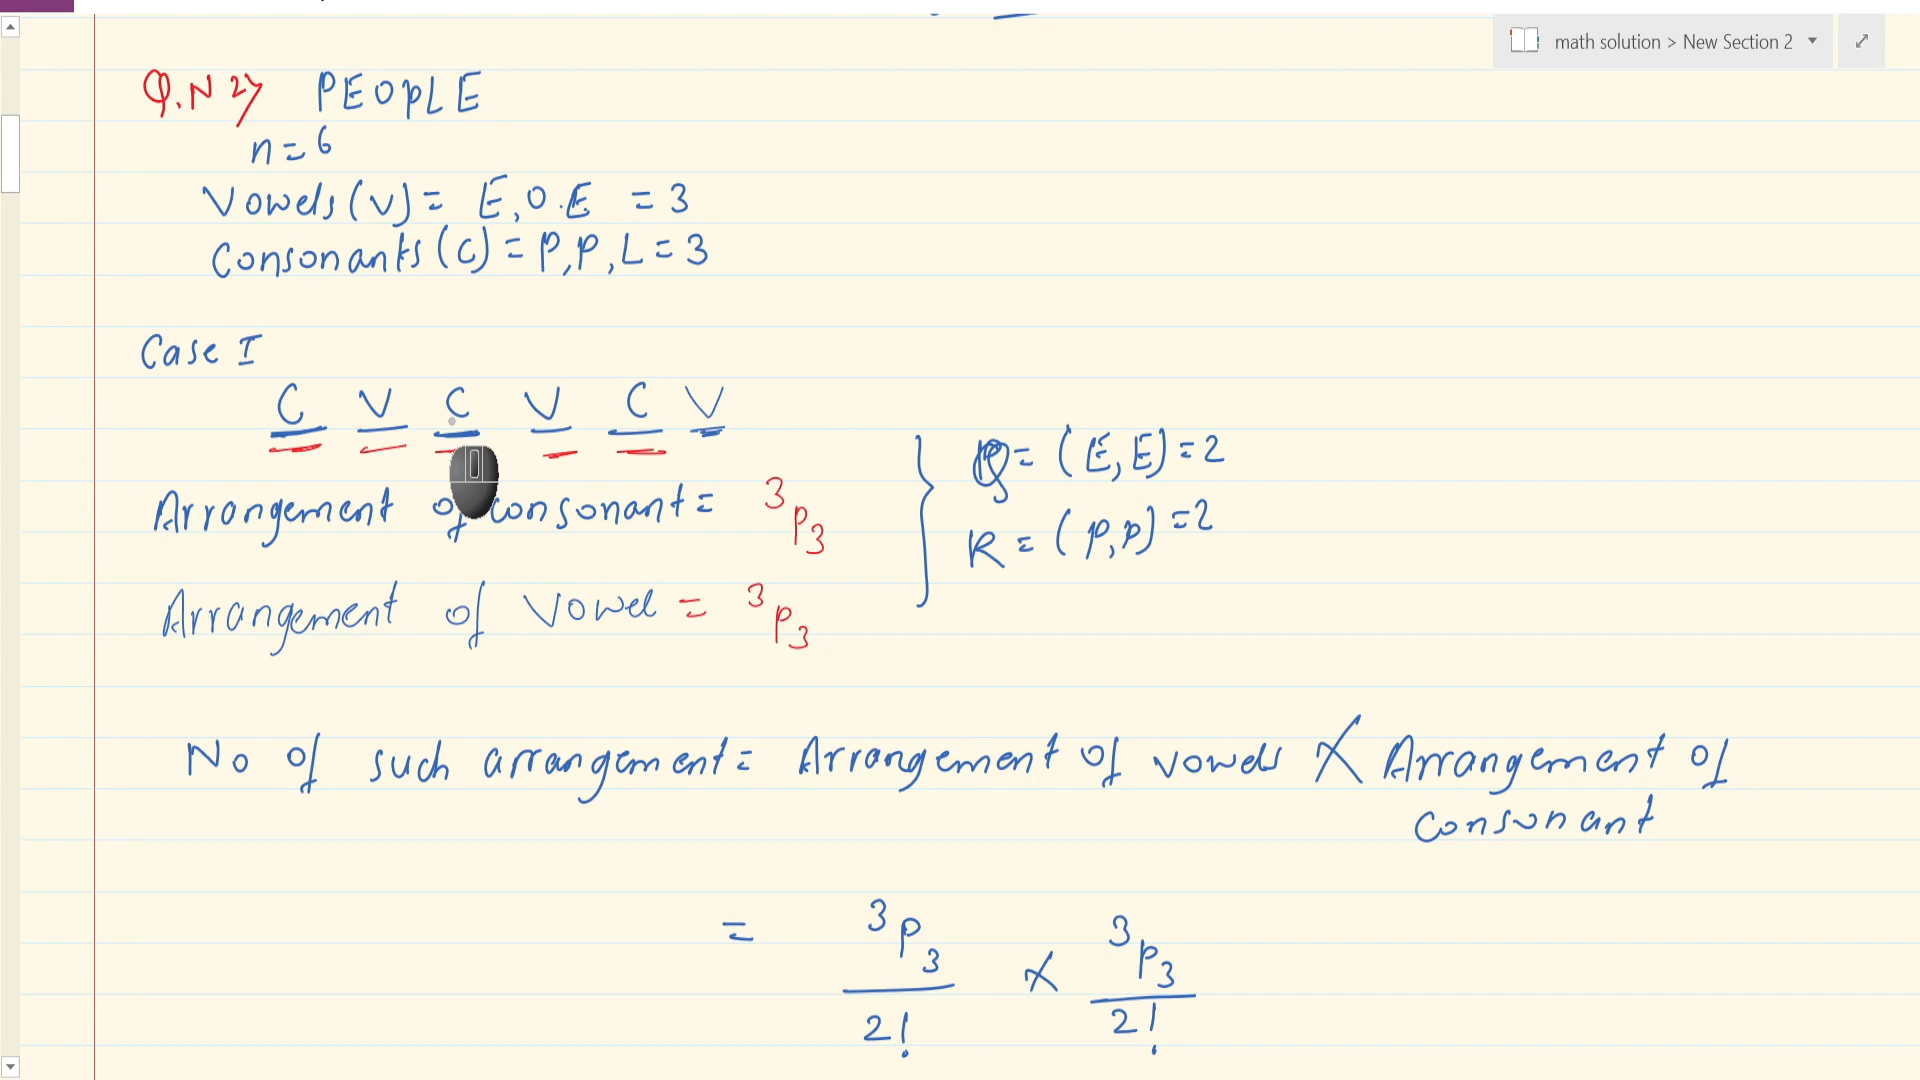 math solution > New Section 2
Q.N 2) PEOPLE
n = 6
Vowels (v) = E, O. E = 3
Consonants (c) = P, P, L = 3
Case I
C V C V C V
Arrangement of consonant = ³P₃
Arrangement of Vowel = ³P₃
} Q = (E, E) = 2
R = (P, P) = 2
No of such arrangement = Arrangement of vowels X Arrangement of
consonant
= ³P₃/2! × ³P₃/2!